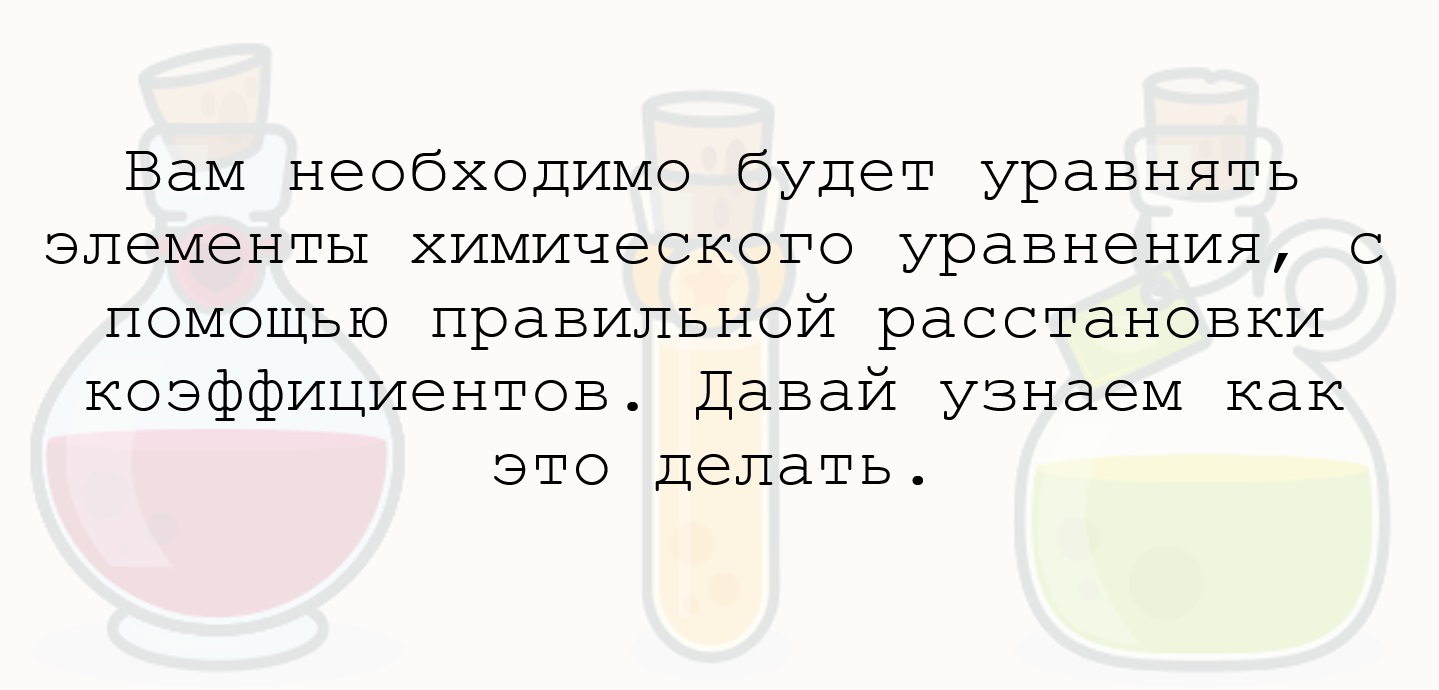 Вам необходимо будет уравнять
элементы химического уравнения, с
помощью правильной расстановки
коэффициентов. Давай узнаем как
это делать.